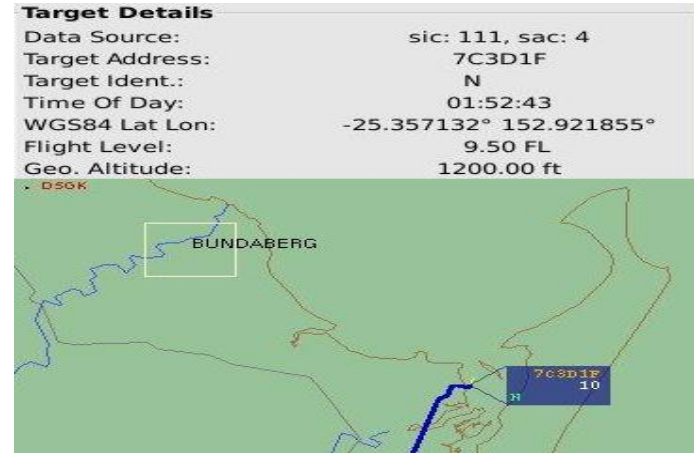 Target Details
Data Source: sic: 111, sac: 4
Target Address: 7C3D1F
Target Ident.: N
Time Of Day: 01:52:43
WGS84 Lat Lon: -25.357132° 152.921855°
Flight Level: 9.50 FL
Geo. Altitude: 1200.00 ft
DSGK
BUNDABERG
7C3D1F
10
N